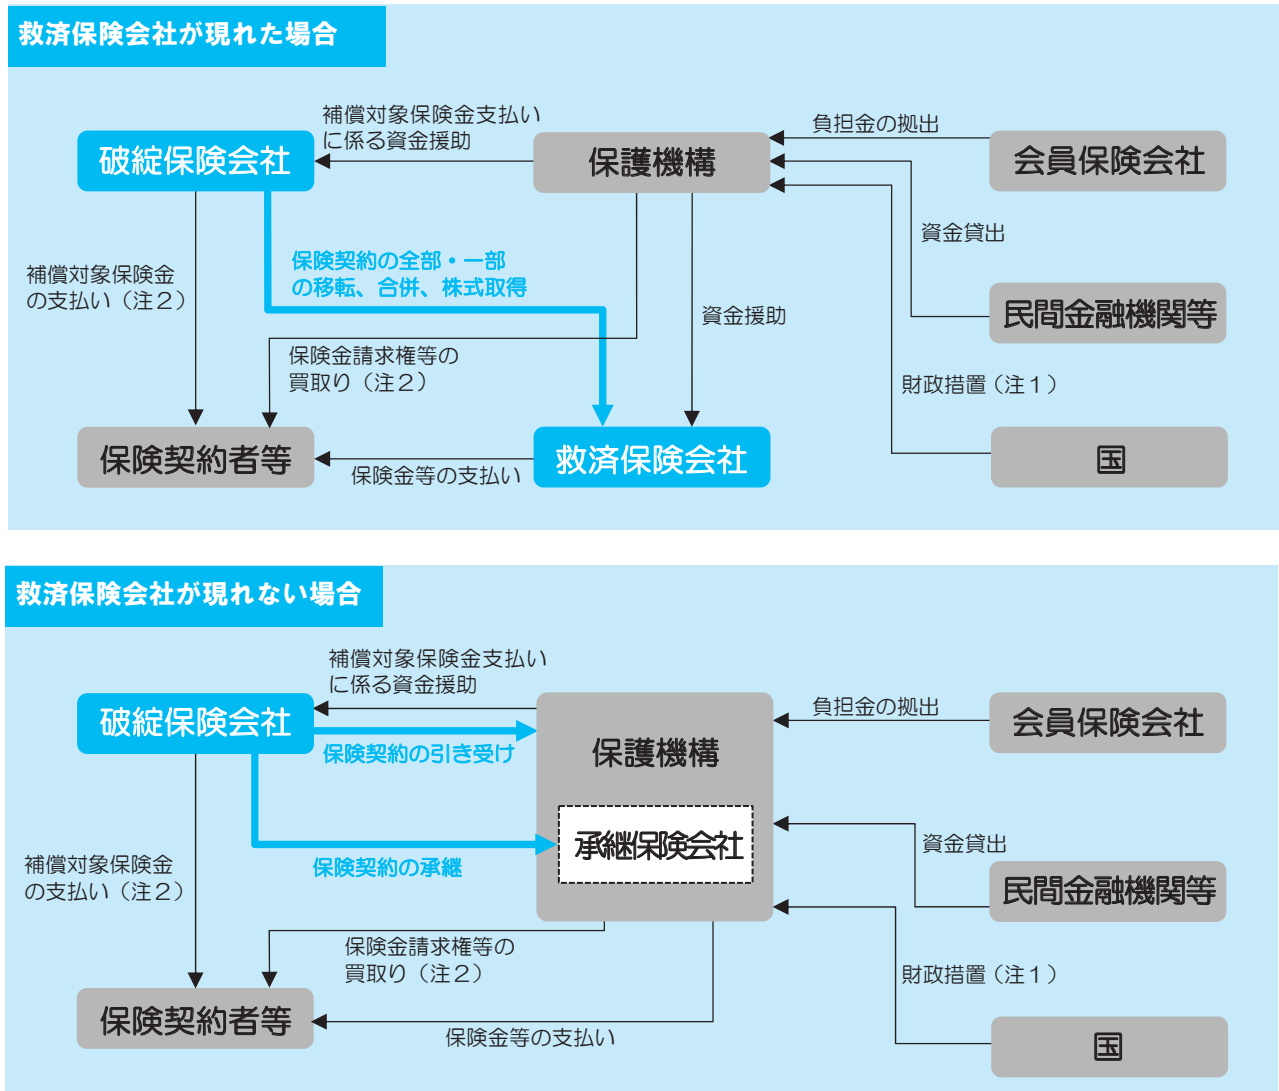 救済保険会社が現れた場合
補償対象保険金支払い
に係る資金援助
負担金の拠出
破綻保険会社
保護機構
会員保険会社
資金貸出
保険契約の全部・一部
の移転、合併、株式取得
補償対象保険金
の支払い（注２）
資金援助
民間金融機関等
保険金請求権等の
買取り（注２）
財政措置（注１）
保険契約者等
救済保険会社
国
保険金等の支払い
救済保険会社が現れない場合
補償対象保険金支払い
に係る資金援助
負担金の拠出
破綻保険会社
保護機構
会員保険会社
保険契約の引き受け
承継保険会社
資金貸出
保険契約の承継
補償対象保険金
の支払い（注２）
民間金融機関等
保険金請求権等の
買取り（注２）
財政措置（注１）
保険契約者等
保険金等の支払い
国